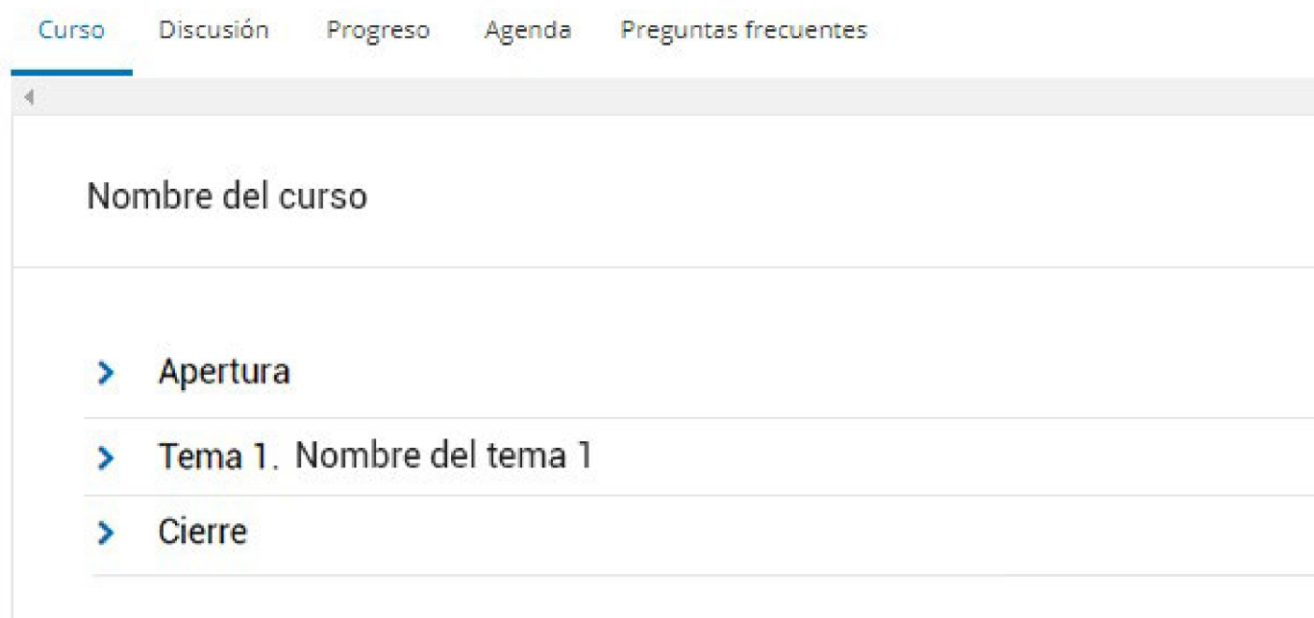 Curso Discusión Progreso Agenda Preguntas frecuentes
Nombre del curso
Apertura
Tema 1. Nombre del tema 1
Cierre